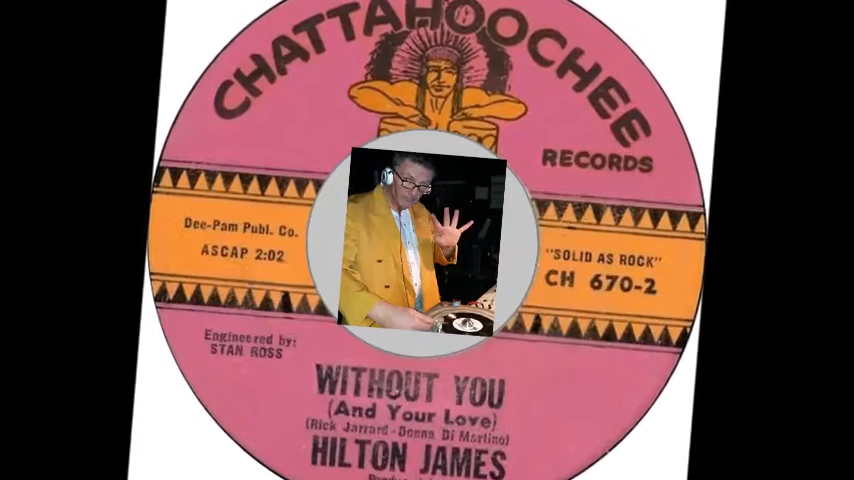 CHATTAHOOCHEE
RECORDS
Dee-Pam Publ. Co.
ASCAP 2:02
"SOLID AS ROCK"
CH 670-2
Engineered by:
STAN ROSS
WITHOUT YOU
(And Your Love)
(Rick Jarrard-Donna Di Martino)
HILTON JAMES